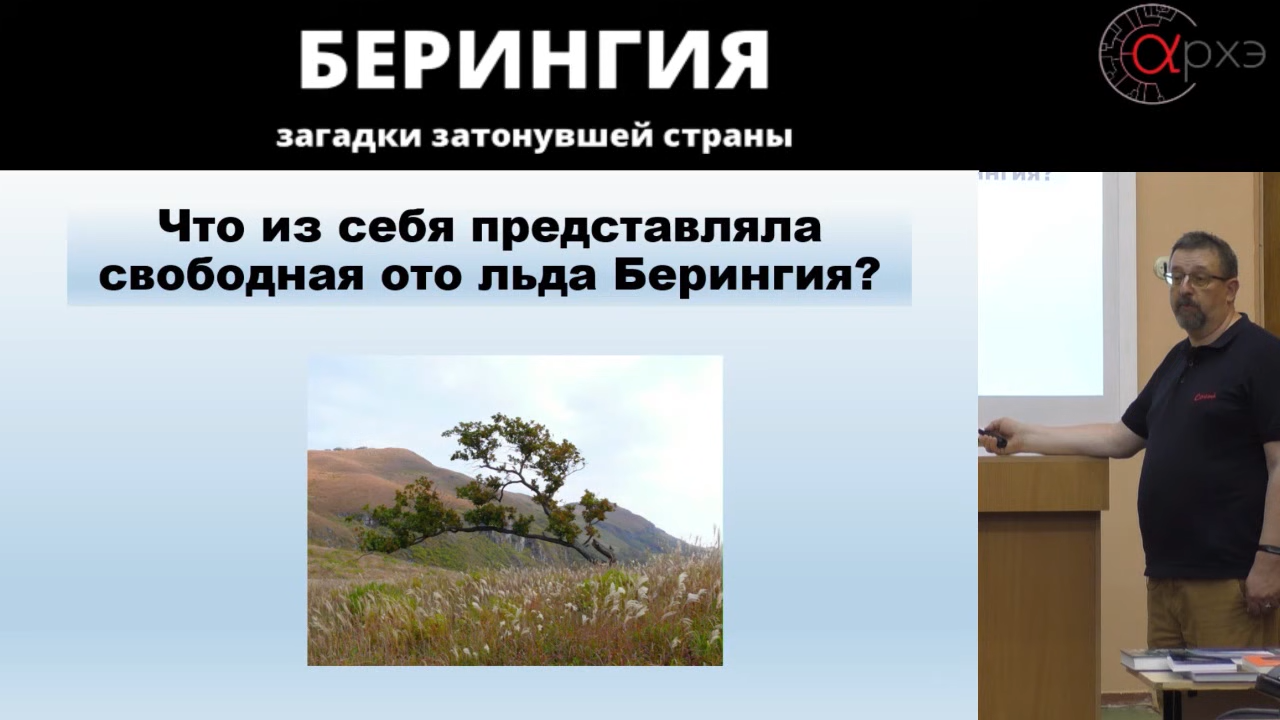 БЕРИНГИЯ
загадки затонувшей страны
αрхэ
Что из себя представляла
свободная ото льда Берингия?